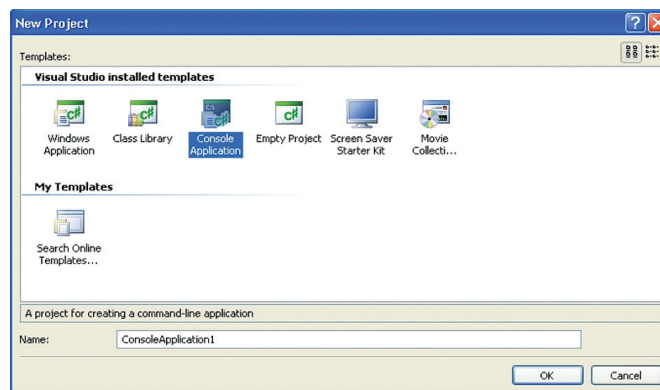 New Project
Templates:
Visual Studio installed templates
Windows Application
Class Library
Console Application
Empty Project
Screen Saver Starter Kit
Movie Collecti...
My Templates
Search Online Templates...
A project for creating a command-line application
Name:
ConsoleApplication1
OK
Cancel